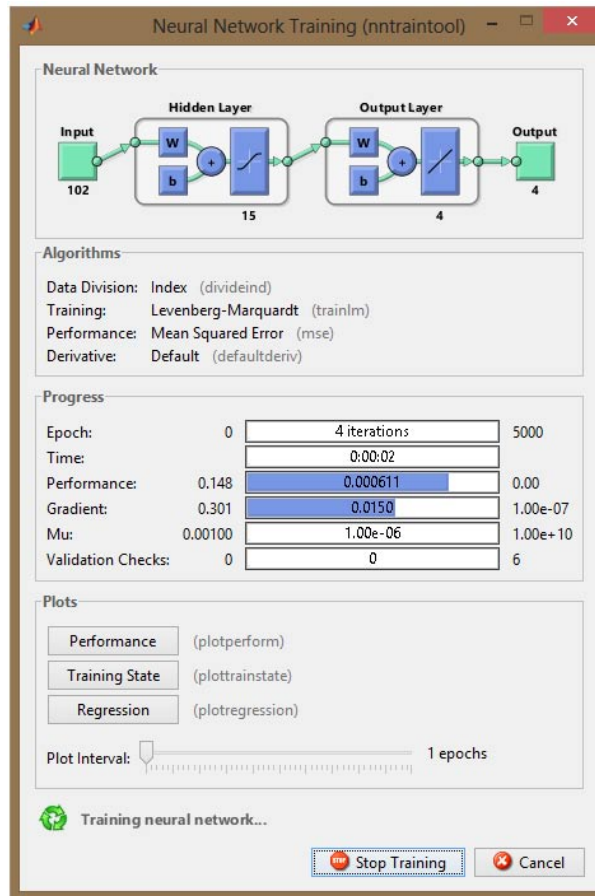 Neural Network Training (nntraintool)
Neural Network
Hidden Layer Output Layer
Input Output
W W
+ +
b b
102 15 4 4
Algorithms
Data Division: Index (divideind)
Training: Levenberg-Marquardt (trainlm)
Performance: Mean Squared Error (mse)
Derivative: Default (defaultderiv)
Progress
Epoch: 0 4 iterations 5000
Time: 0:00:02
Performance: 0.148 0.000611 0.00
Gradient: 0.301 0.0150 1.00e-07
Mu: 0.00100 1.00e-06 1.00e+10
Validation Checks: 0 0 6
Plots
Performance (plotperform)
Training State (plottrainstate)
Regression (plotregression)
Plot Interval: 1 epochs
Training neural network...
STOP Stop Training Cancel